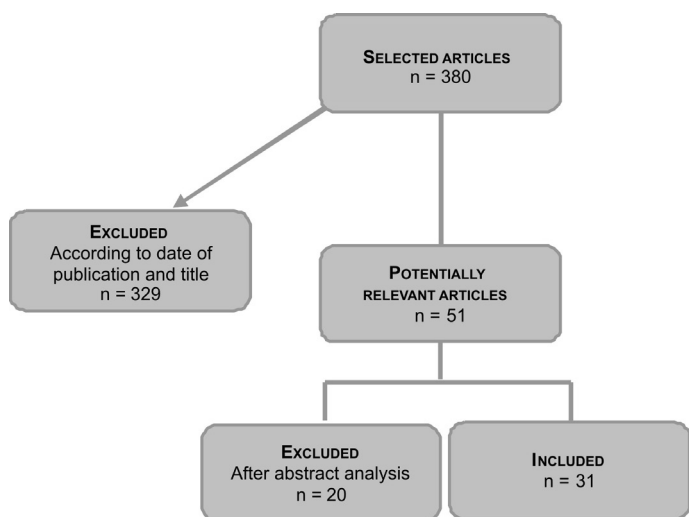 SELECTED ARTICLES
n = 380
EXCLUDED
According to date of
publication and title
n = 329
POTENTIALLY
RELEVANT ARTICLES
n = 51
EXCLUDED
After abstract analysis
n = 20
INCLUDED
n = 31